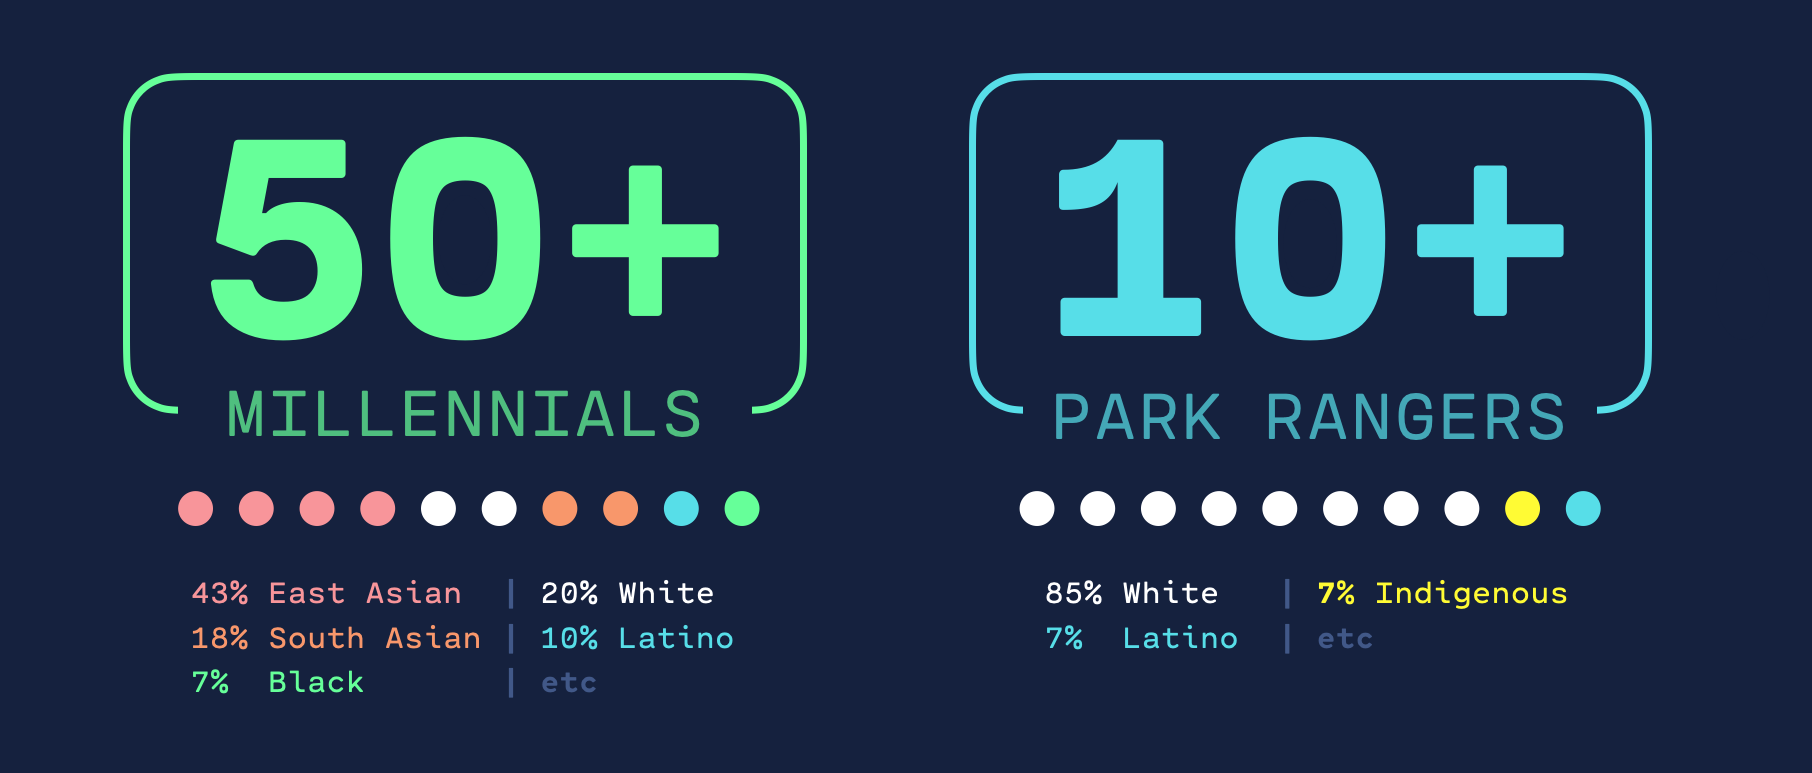 50+
MILLENNIALS
43% East Asian | 20% White
18% South Asian | 10% Latino
7% Black | etc
10+
PARK RANGERS
85% White | 7% Indigenous
7% Latino | etc